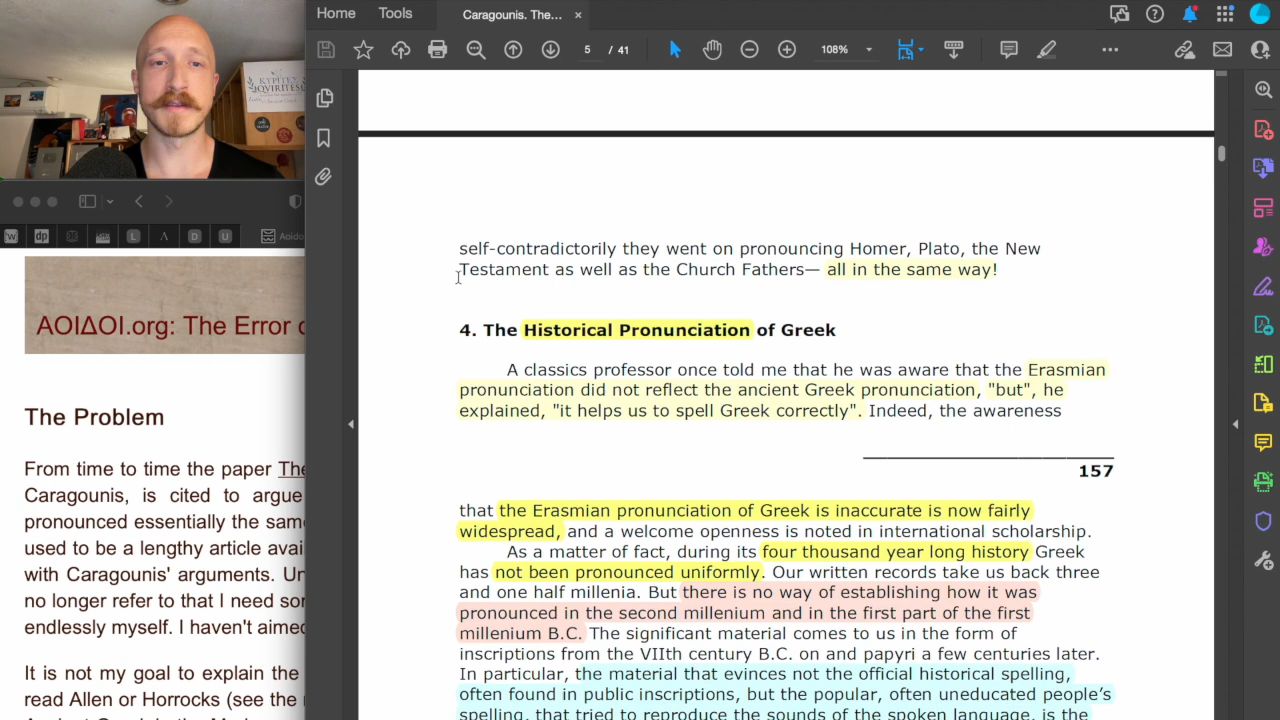 Home
Tools
Caragounis. The...
5 / 41
108%
ΚΥΡΙΤΕΣ
QVIRITES
AOIΔOI.org: The Error o
The Problem
From time to time the paper The
Caragounis, is cited to argue
pronounced essentially the same
used to be a lengthy article avai
with Caragounis' arguments. Un
no longer refer to that I need son
endlessly myself. I haven't aimed
It is not my goal to explain the
read Allen or Horrocks (see the r
self-contradictorily they went on pronouncing Homer, Plato, the New
Testament as well as the Church Fathers— all in the same way!
4. The Historical Pronunciation of Greek
A classics professor once told me that he was aware that the Erasmian
pronunciation did not reflect the ancient Greek pronunciation, "but", he
explained, "it helps us to spell Greek correctly". Indeed, the awareness
157
that the Erasmian pronunciation of Greek is inaccurate is now fairly
widespread, and a welcome openness is noted in international scholarship.
As a matter of fact, during its four thousand year long history Greek
has not been pronounced uniformly. Our written records take us back three
and one half millenia. But there is no way of establishing how it was
pronounced in the second millenium and in the first part of the first
millenium B.C. The significant material comes to us in the form of
inscriptions from the VIIth century B.C. on and papyri a few centuries later.
In particular, the material that evinces not the official historical spelling,
often found in public inscriptions, but the popular, often uneducated people's
spelling, that tried to reproduce the sounds of the spoken language, is the